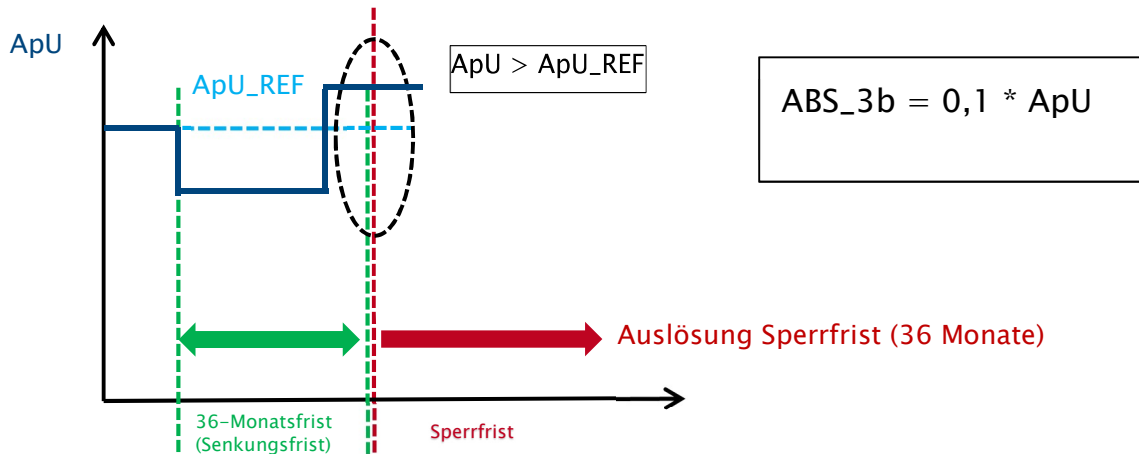 ApU
ApU_REF
ApU > ApU_REF
ABS_3b = 0,1 * ApU
Auslösung Sperrfrist (36 Monate)
36-Monatsfrist
(Senkungsfrist)
Sperrfrist